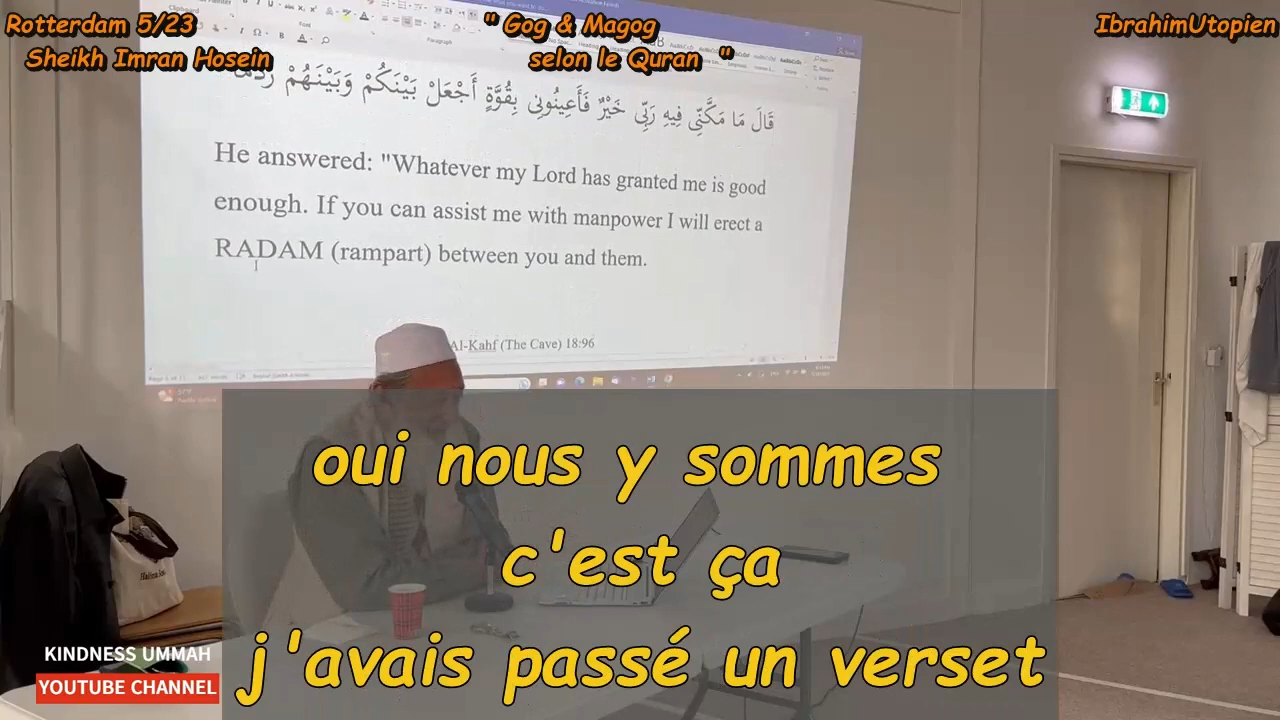 Rotterdam 5/23
Sheikh Imran Hosein
" Gog & Magog
selon le Quran "
IbrahimUtopien
Paragraph
قَالَ مَا مَكَّنِّى فِيهِ رَبِّى خَيْرٌ فَأَعِينُونِى بِقُوَّةٍ أَجْعَلْ بَيْنَكُمْ وَبَيْنَهُمْ رَدْمًا
He answered: "Whatever my Lord has granted me is good
enough. If you can assist me with manpower I will erect a
RADAM (rampart) between you and them.
Al-Kahf (The Cave) 18:96
oui nous y sommes
c'est ça
j'avais passé un verset
KINDNESS UMMAH
YOUTUBE CHANNEL